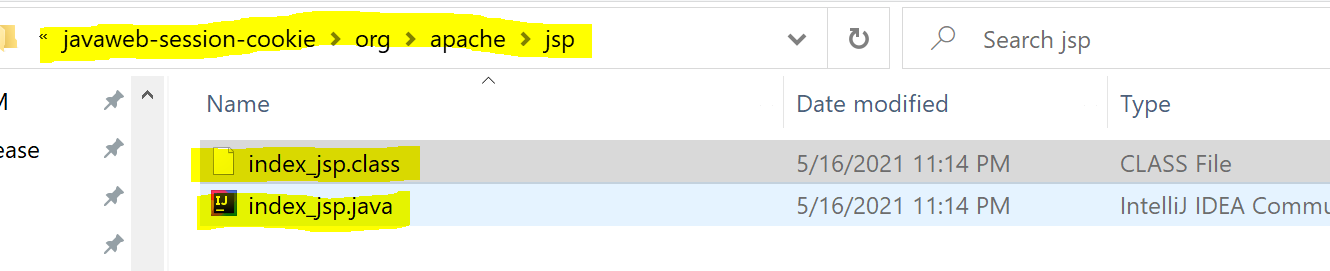 « javaweb-session-cookie > org > apache > jsp
Search jsp
Name Date modified Type
M
ease
index_jsp.class 5/16/2021 11:14 PM CLASS File
index_jsp.java 5/16/2021 11:14 PM IntelliJ IDEA Commu